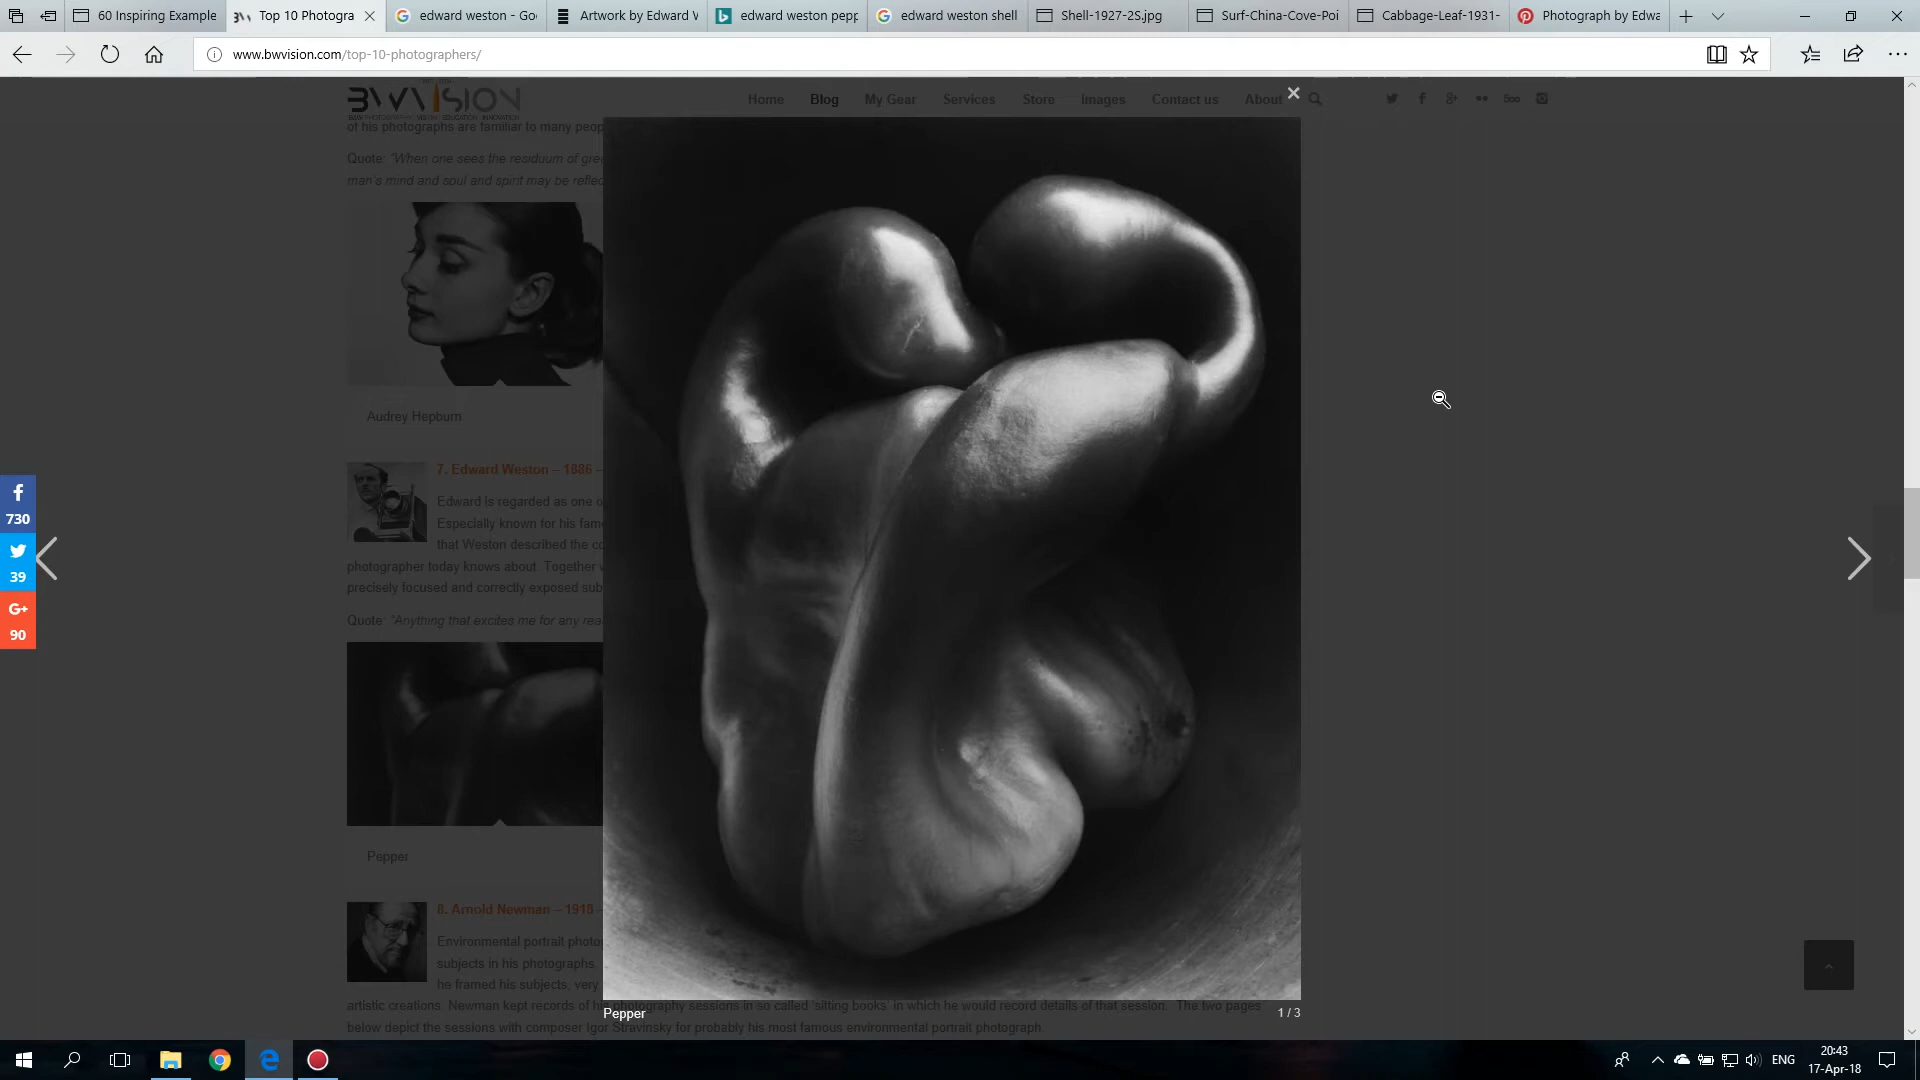 60 Inspiring Example
Top 10 Photogra
edward weston - Goo
Artwork by Edward W
edward weston pepp
edward weston shell
Shell-1927-2S.jpg
Surf-China-Cove-Poi
Cabbage-Leaf-1931-
Photograph by Edwa
www.bwvision.com/top-10-photographers/
BWVISION
Home Blog My Gear Services Store Images Contact us About
of his photographs are familiar to many peop
Quote: "When one sees the residuum of gre
man's mind and soul and spirit may be reflec
Audrey Hepburn
7. Edward Weston – 1886 –
Edward is regarded as one o
Especially known for his fam
that Weston described the co
photographer today knows about. Together w
precisely focused and correctly exposed sub
Quote: "Anything that excites me for any rea
730
39
G+
90
Pepper
8. Arnold Newman – 1918 –
Environmental portrait photo
subjects in his photographs.
he framed his subjects, very
artistic creations. Newman kept records of his photography sessions in so called 'sitting books' in which he would record details of that session. The two pages
below depict the sessions with composer Igor Stravinsky for probably his most famous environmental portrait photograph.
Pepper
1 / 3
ENG
20:43
17-Apr-18